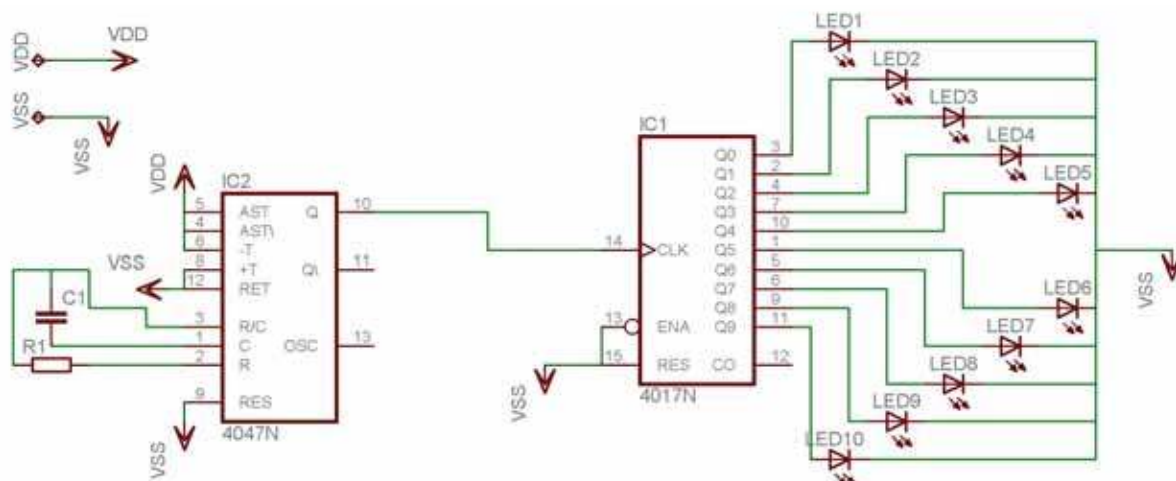 VDD VDD
VSS VSS
VDD
IC2
5 AST Q 10
4 AST\
6 -T
8 +T Q\ 11
VSS 12 RET
C1
3 R/C
1 C OSC 13
R1 2 R
9 RES
VSS
4047N
IC1
Q0 3
Q1 2
Q2 4
Q3 7
Q4 10
14 CLK Q5 1
Q6 5
Q7 6
Q8 9
13 ENA Q9 11
15 RES CO 12
VSS
4017N
LED1
LED2
LED3
LED4
LED5
VSS
LED6
LED7
LED8
LED9
LED10